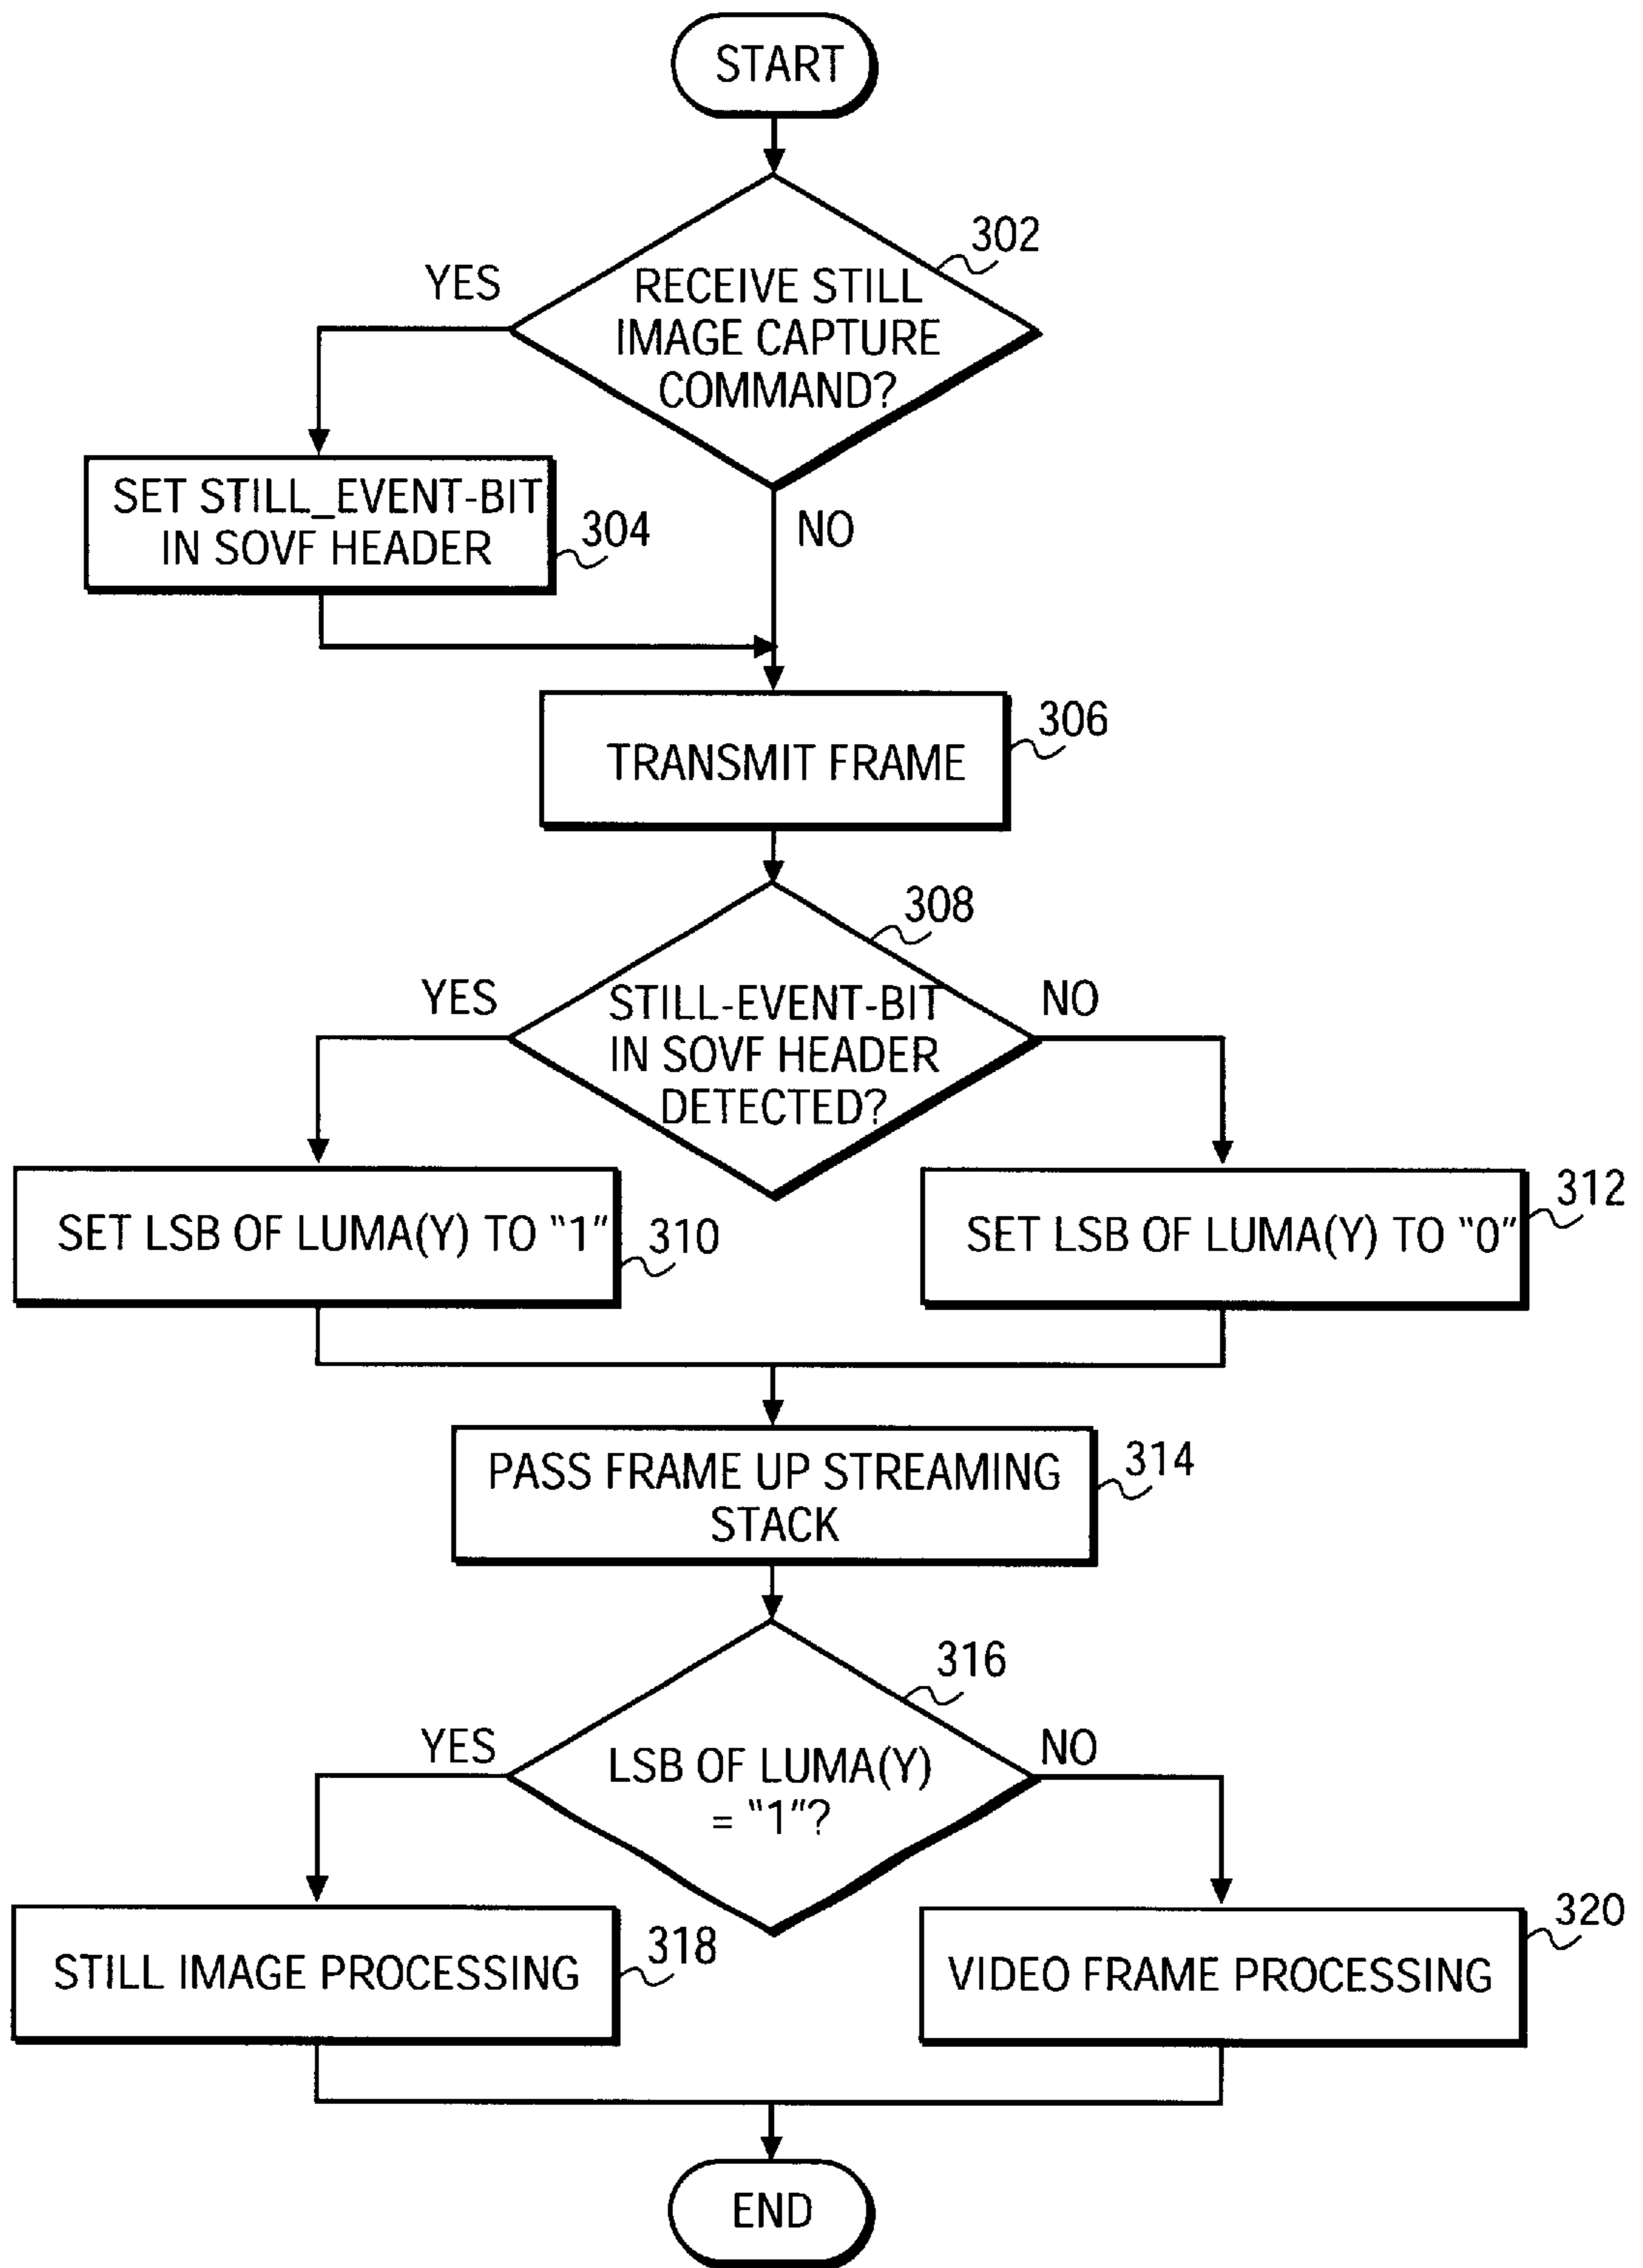 START
302
YES
RECEIVE STILL
IMAGE CAPTURE
COMMAND?
SET STILL_EVENT-BIT
IN SOVF HEADER
304
NO
306
TRANSMIT FRAME
308
YES
STILL-EVENT-BIT
IN SOVF HEADER
DETECTED?
NO
SET LSB OF LUMA(Y) TO "1"
310
SET LSB OF LUMA(Y) TO "0"
312
PASS FRAME UP STREAMING
STACK
314
316
YES
LSB OF LUMA(Y)
= "1"?
NO
STILL IMAGE PROCESSING
318
VIDEO FRAME PROCESSING
320
END